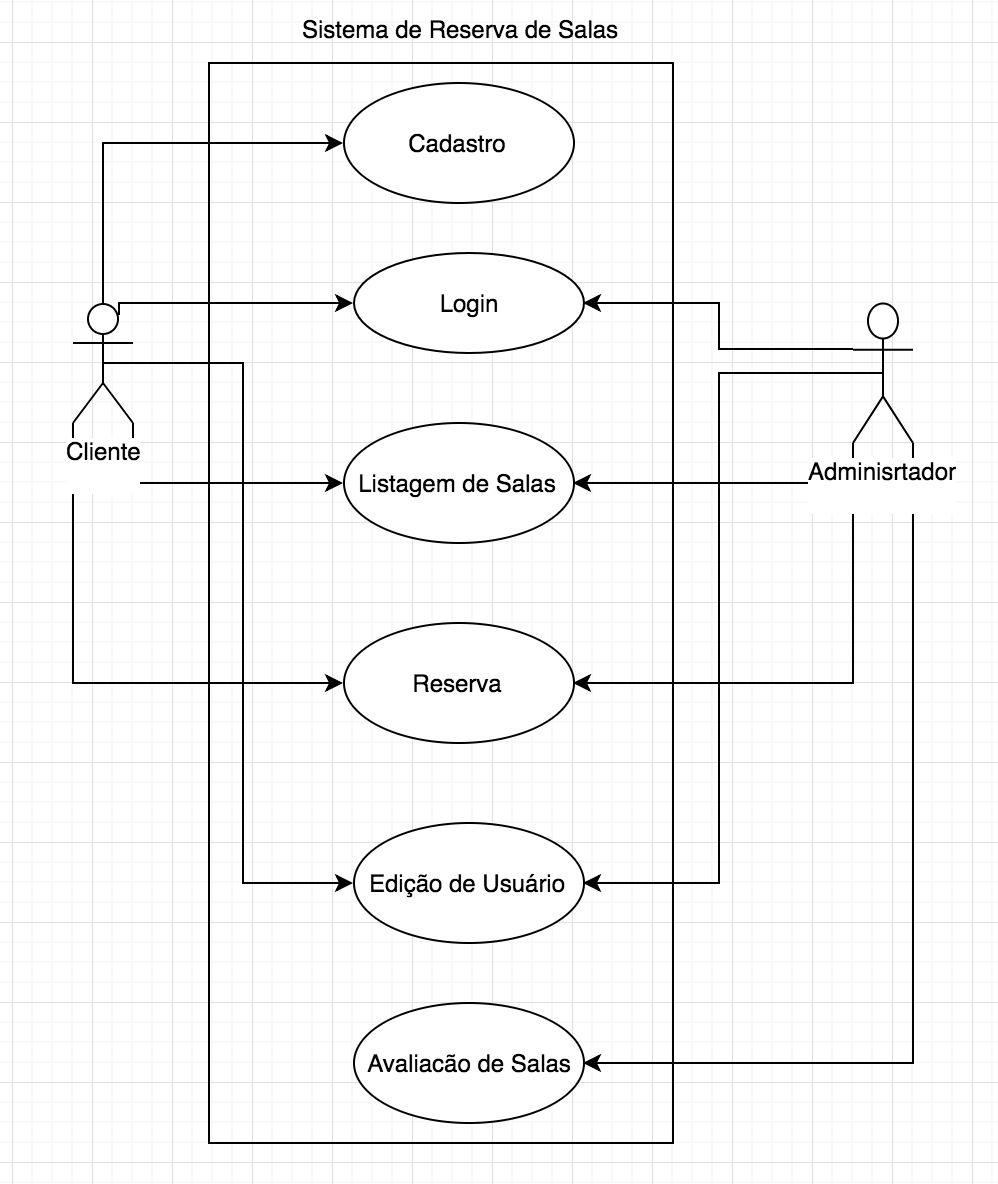 Sistema de Reserva de Salas
Cadastro
Login
Cliente
Listagem de Salas
Adminisrtador
Reserva
Edição de Usuário
Avaliacão de Salas